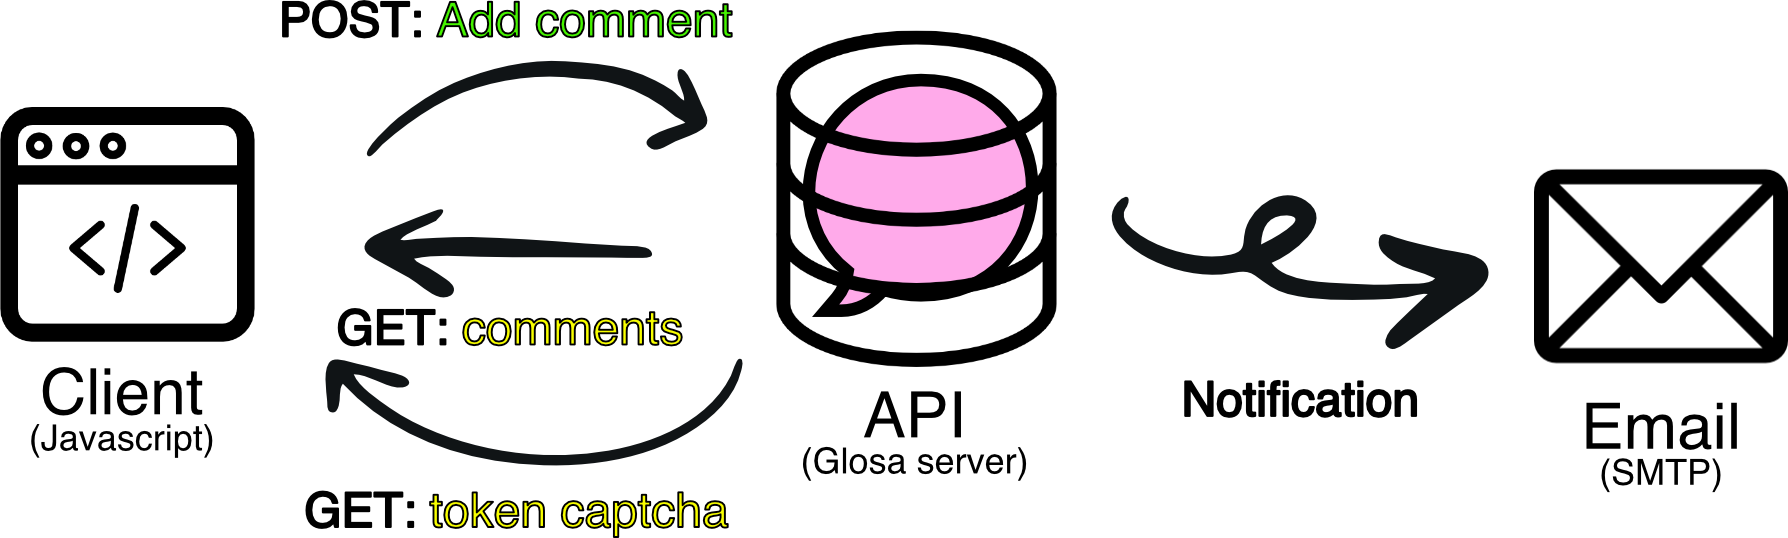 POST: Add comment
</>
GET: comments
Client
(Javascript)
API
(Glosa server)
Notification
Email
(SMTP)
GET: token captcha